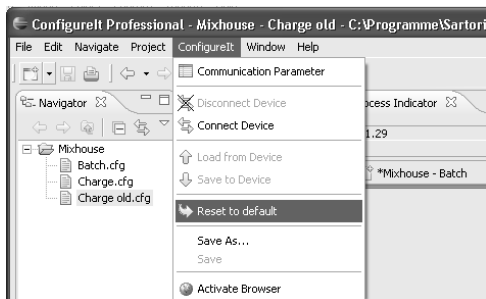 ConfigureIt Professional - Mixhouse - Charge old - C:\Programme\Sartori
File Edit Navigate Project ConfigureIt Window Help
Communication Parameter
Navigator
Disconnect Device
ocess Indicator
Connect Device
1.29
Mixhouse
Load from Device
Batch.cfg
Save to Device
*Mixhouse - Batch
Charge.cfg
Charge old.cfg
Reset to default
Save As...
Save
Activate Browser